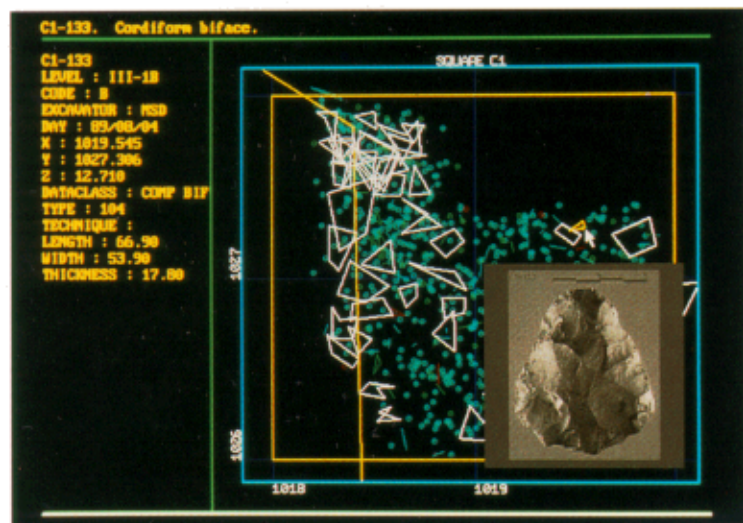 C1-133. Cordiform biface.
C1-133
LEVEL : III-1B
CODE : B
EXCAVATOR : MSD
DAY : 89/08/04
X : 1019.545
Y : 1027.306
Z : 12.710
DATACLASS : COMP BIF
TYPE : 104
TECHNIQUE :
LENGTH : 66.90
WIDTH : 53.90
THICKNESS : 17.80
SQUARE C1
1027
1026
1018
1019